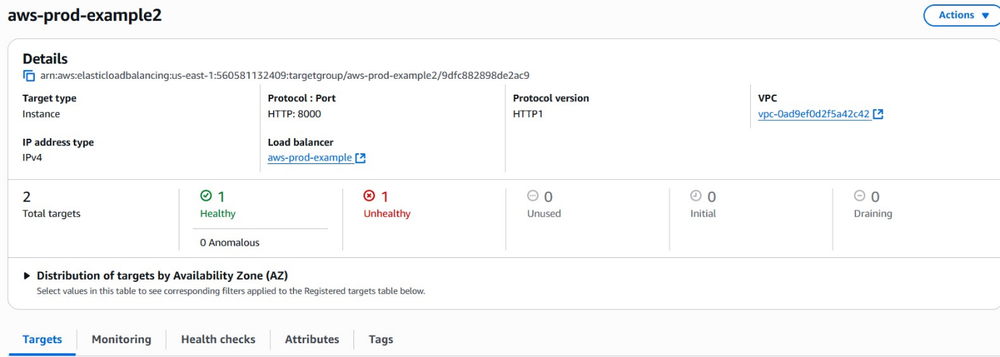 aws-prod-example2
Actions
Details
arn:aws:elasticloadbalancing:us-east-1:560581132409:targetgroup/aws-prod-example2/9dfc882898de2ac9
Target type
Instance
Protocol : Port
HTTP: 8000
Protocol version
HTTP1
VPC
vpc-0ad9ef0d2f5a42c42
IP address type
IPv4
Load balancer
aws-prod-example
2
Total targets
1
Healthy
0 Anomalous
1
Unhealthy
0
Unused
0
Initial
0
Draining
Distribution of targets by Availability Zone (AZ)
Select values in this table to see corresponding filters applied to the Registered targets table below.
Targets
Monitoring
Health checks
Attributes
Tags